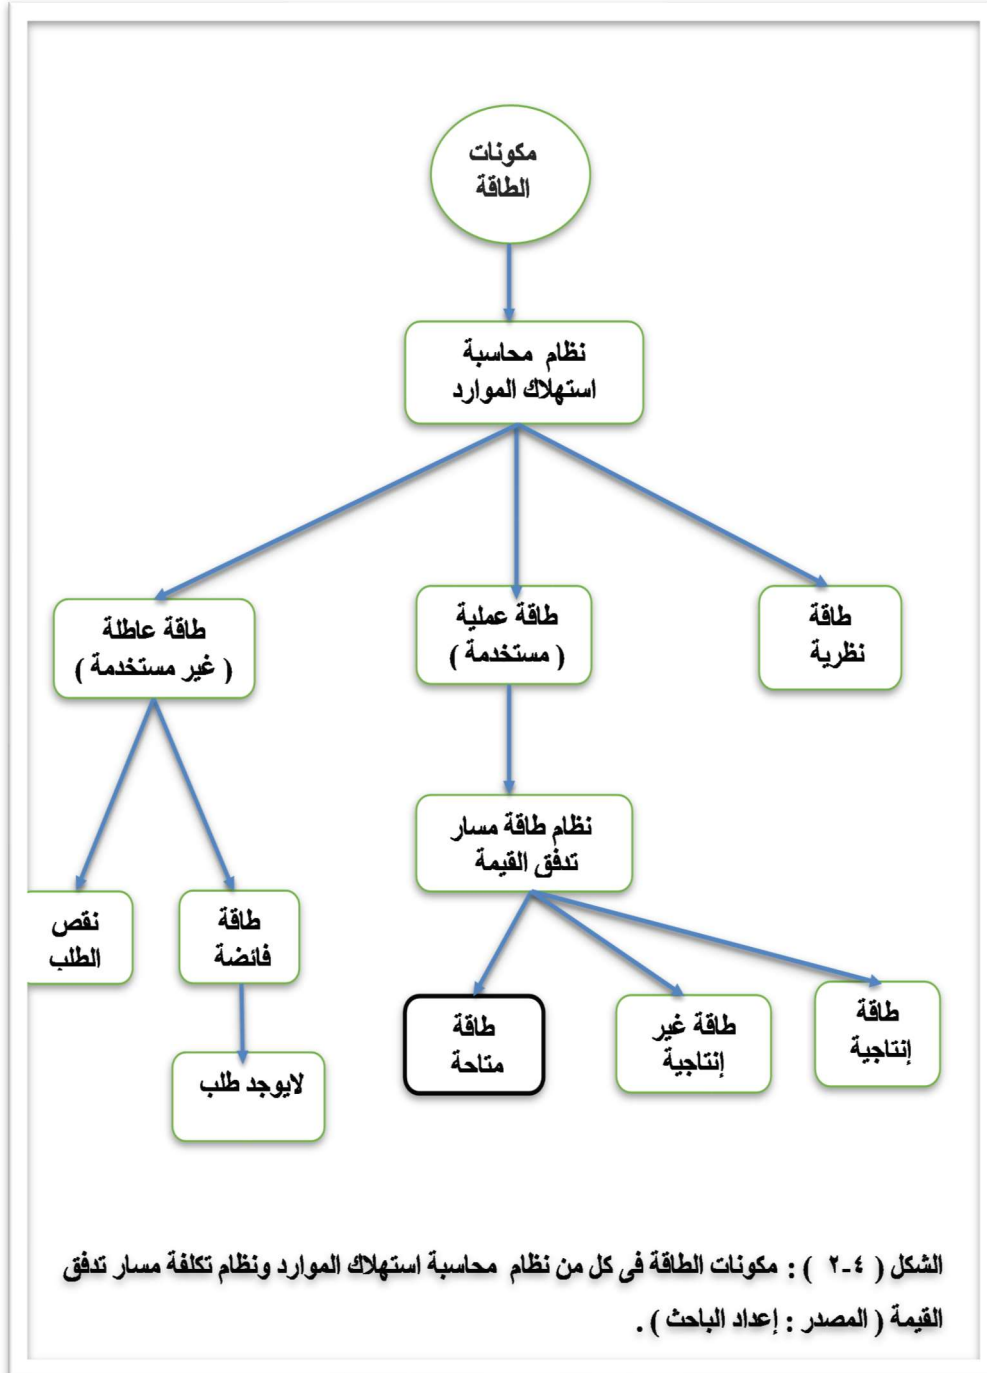 مكونات
الطاقة
نظام محاسبة
استهلاك الموارد
طاقة
نظرية
طاقة عملية
( مستخدمة )
طاقة عاطلة
( غير مستخدمة )
نظام طاقة مسار
تدفق القيمة
طاقة
فائضة
نقص
الطلب
طاقة
إنتاجية
طاقة غير
إنتاجية
طاقة
متاحة
لايوجد طلب
الشكل ( ٤-٢ ) : مكونات الطاقة فى كل من نظام محاسبة استهلاك الموارد ونظام تكلفة مسار تدفق
القيمة ( المصدر : إعداد الباحث ) .